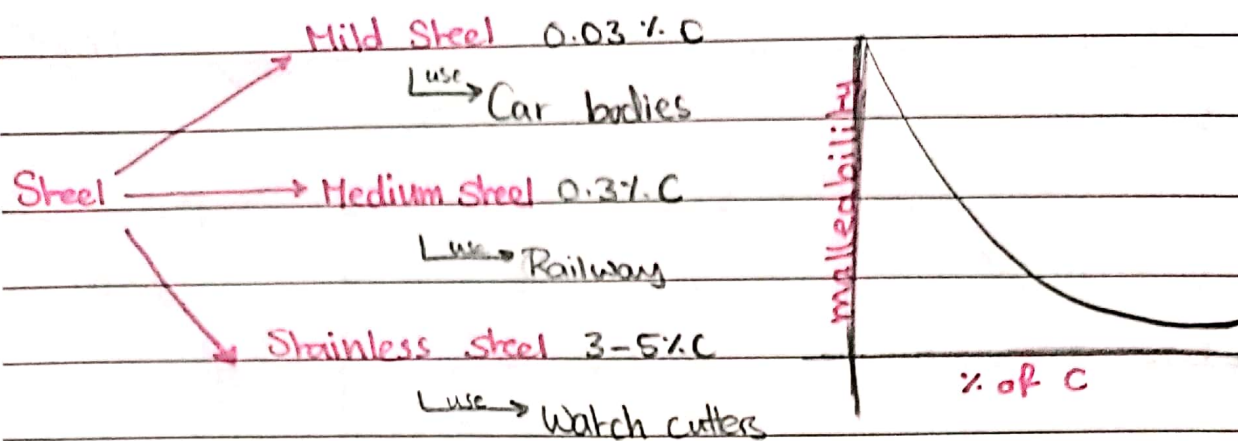 Mild Steel 0.03 % C
use
Car bodies
Steel
Medium steel 0.3 % C
use
Railway
Stainless steel 3-5 % C
use
Watch cutters
malleability
% of C